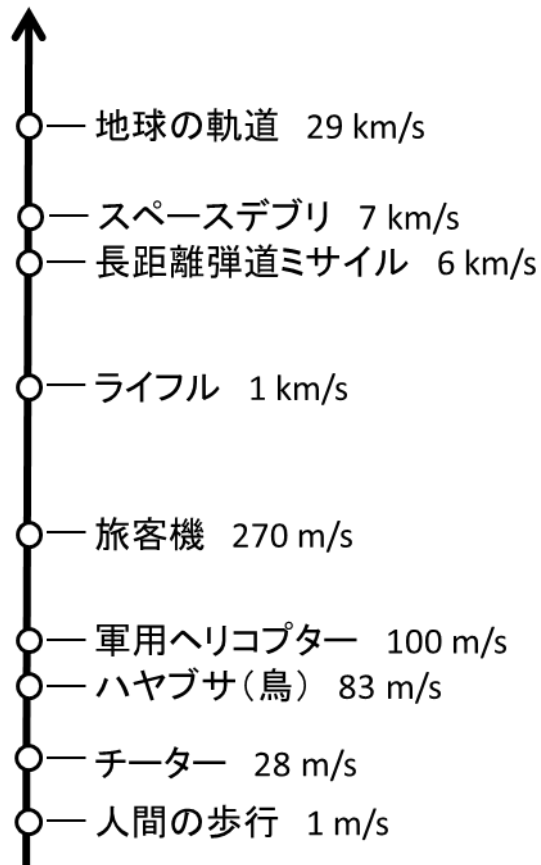 地球の軌道 29 km/s
スペースデブリ 7 km/s
長距離弾道ミサイル 6 km/s
ライフル 1 km/s
旅客機 270 m/s
軍用ヘリコプター 100 m/s
ハヤブサ(鳥) 83 m/s
チーター 28 m/s
人間の歩行 1 m/s